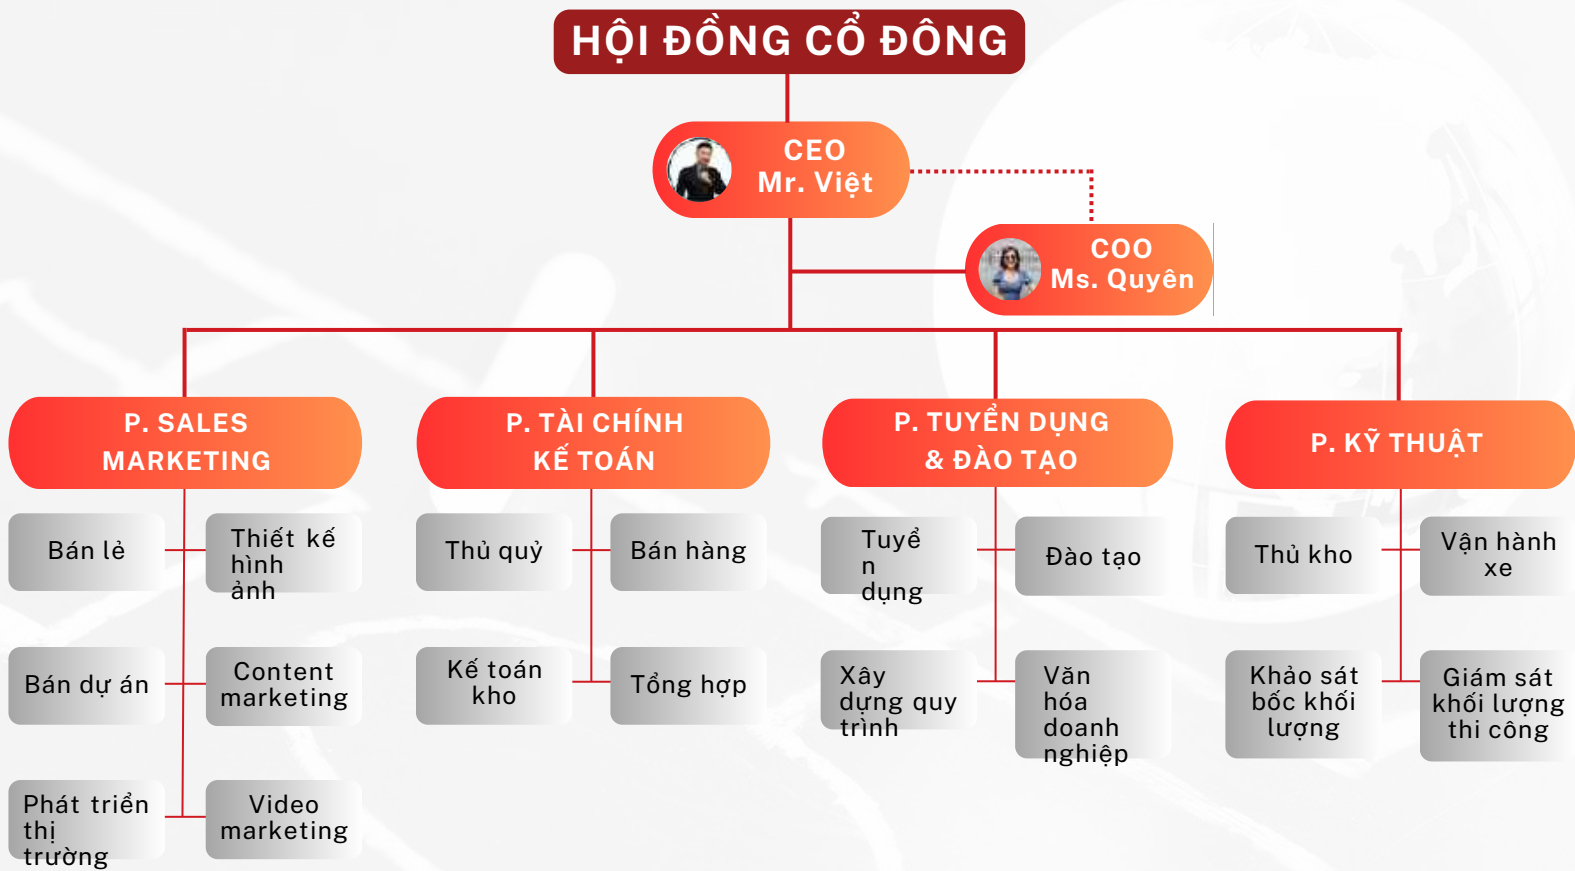 HỘI ĐỒNG CỔ ĐÔNG
CEO
Mr. Việt
COO
Ms. Quyên
P. SALES
MARKETING
P. TÀI CHÍNH
KẾ TOÁN
P. TUYỂN DỤNG
& ĐÀO TẠO
P. KỸ THUẬT
Bán lẻ
Thiết kế
hình
ảnh
Thủ quỷ
Bán hàng
Tuyể
n
dụng
Đào tạo
Thủ kho
Vận hành
xe
Bán dự án
Content
marketing
Kế toán
kho
Tổng hợp
Xây
dựng quy
trình
Văn
hóa
doanh
nghiệp
Khảo sát
bốc khối
lượng
Giám sát
khối lượng
thi công
Phát triển
thị
trường
Video
marketing